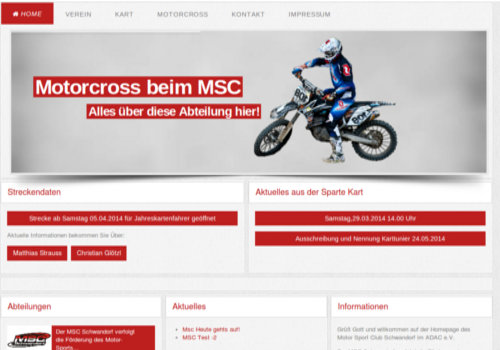 HOME VEREIN KART MOTORCROSS KONTAKT IMPRESSUM
Motorcross beim MSC
Alles über diese Abteilung hier!
Streckendaten
Strecke ab Samstag 05.04.2014 für Jahreskartenfahrer geöffnet
Aktuelle Informationen bekommen Sie Über:
Matthias Strauss Christian Glötzl
Aktuelles aus der Sparte Kart
Samstag,29.03.2014 14.00 Uhr
Ausschreibung und Nennung Kartturnier 24.05.2014
Abteilungen
MSC
Der MSC Schwandorf verfolgt
die Förderung des Motor-
Sports...
Aktuelles
Msc Heute gehts auf!
MSC Test -2
Informationen
Grüß Gott und willkommen auf der Homepage des
Motor Sport Club Schwandorf im ADAC e.V.